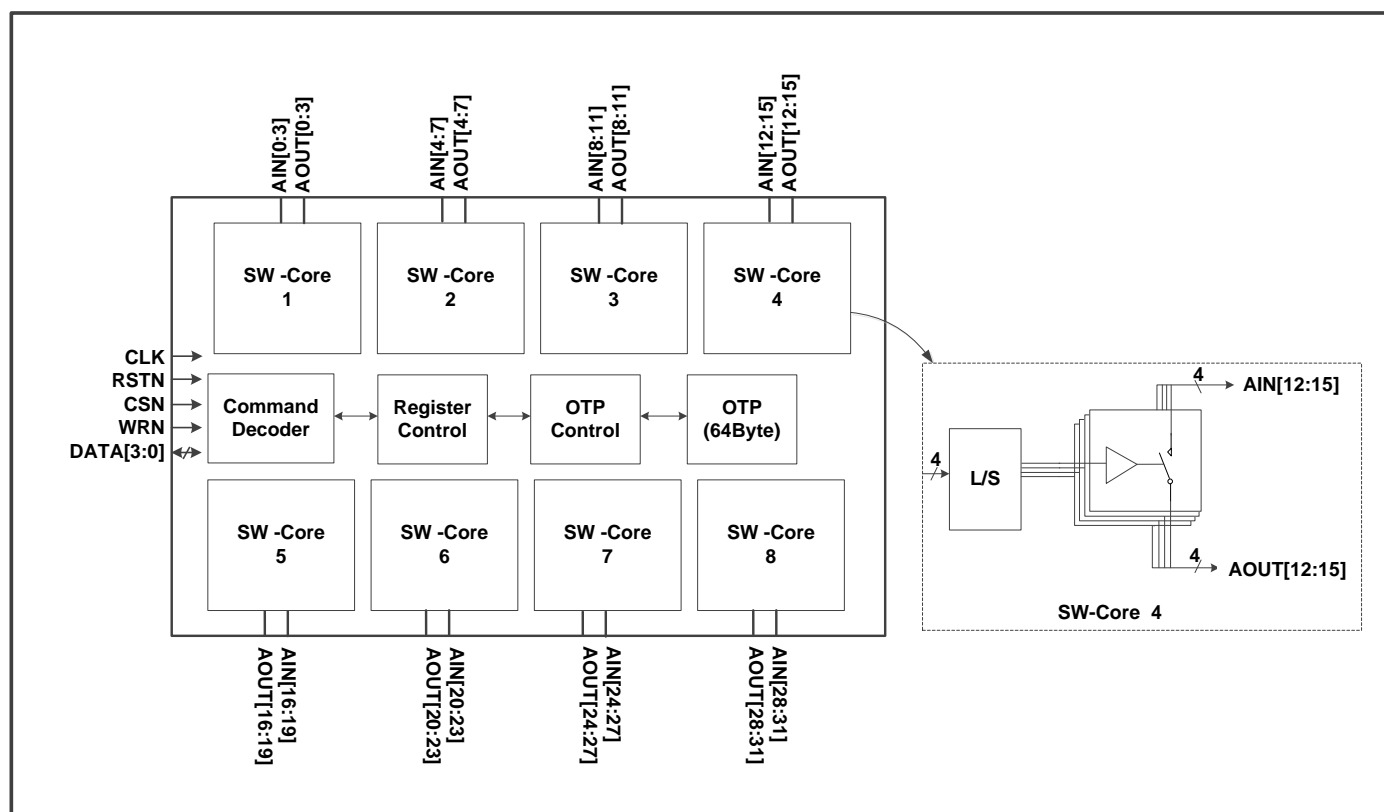 AIN[0:3]
AOUT[0:3]
AIN[4:7]
AOUT[4:7]
AIN[8:11]
AOUT[8:11]
AIN[12:15]
AOUT[12:15]
SW -Core
1
SW -Core
2
SW -Core
3
SW -Core
4
CLK
RSTN
CSN
WRN
DATA[3:0]
Command
Decoder
Register
Control
OTP
Control
OTP
(64Byte)
SW -Core
5
SW -Core
6
SW -Core
7
SW -Core
8
AOUT[16:19]
AIN[16:19]
AOUT[20:23]
AIN[20:23]
AOUT[24:27]
AIN[24:27]
AOUT[28:31]
AIN[28:31]
4
L/S
4
AIN[12:15]
4
AOUT[12:15]
SW-Core 4